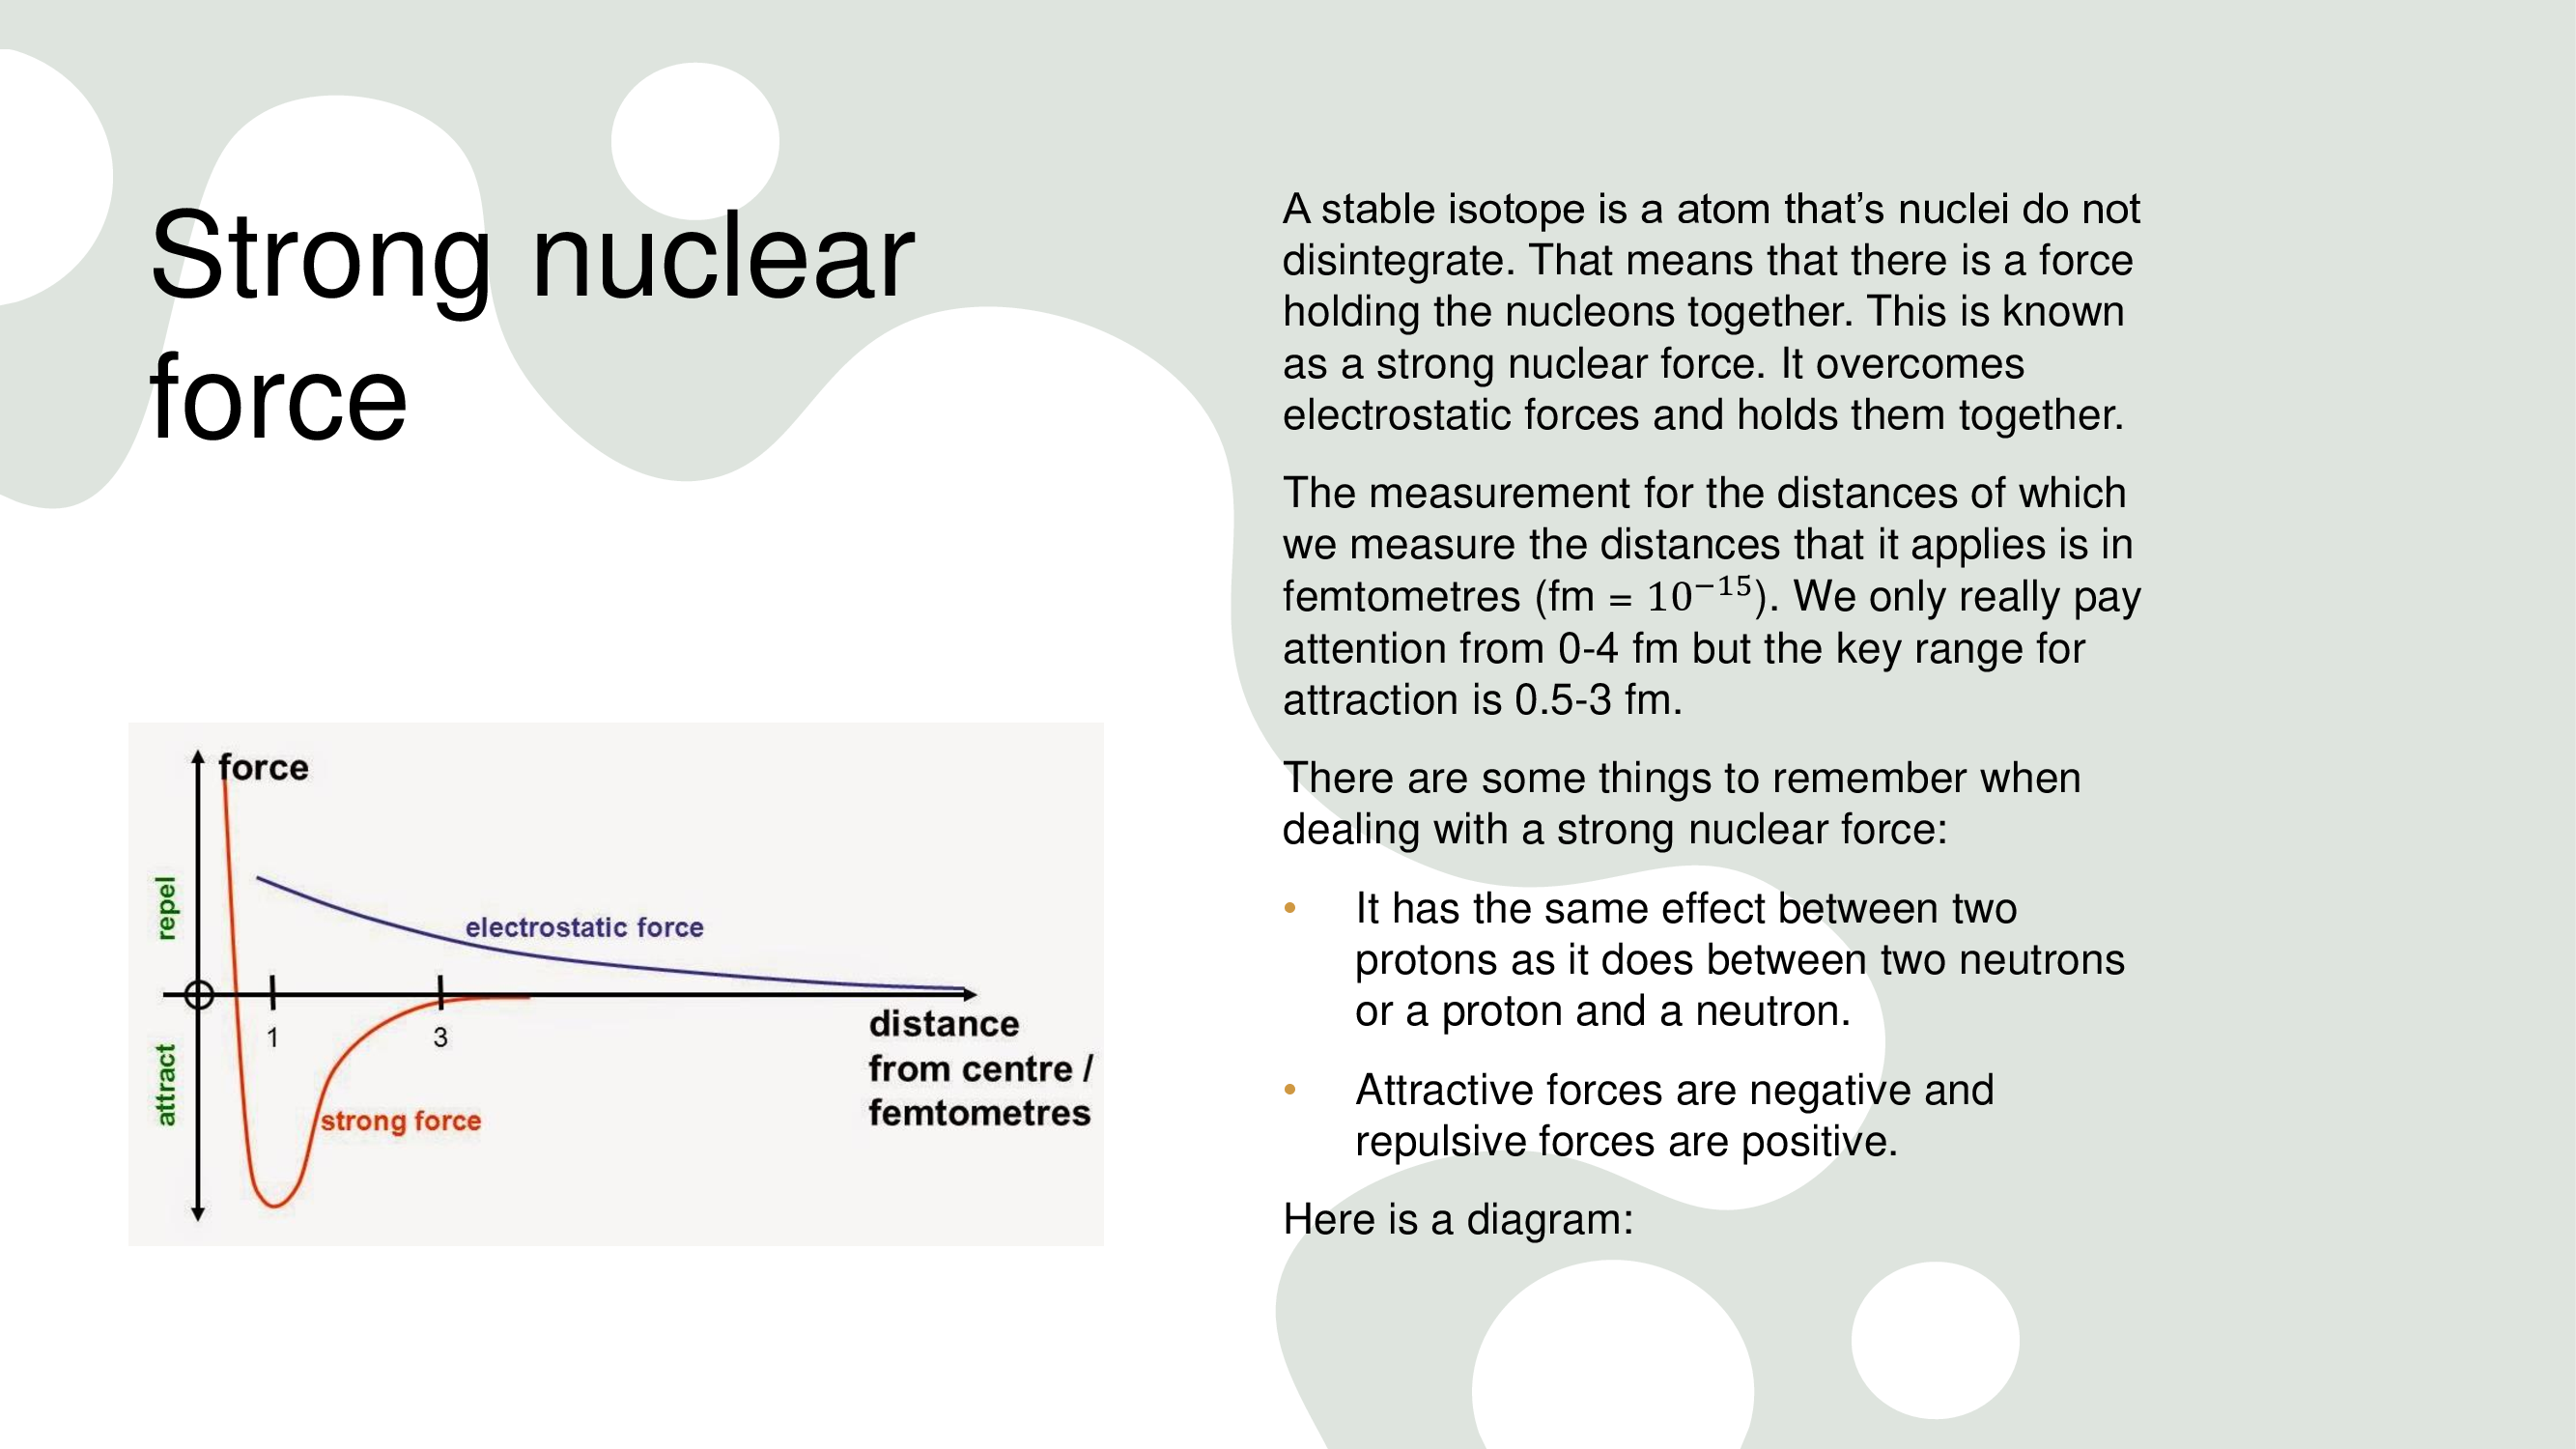 Strong nuclear
force
force
repel
electrostatic force
1
3
distance
from centre /
femtometres
attract
strong force
A stable isotope is a atom that’s nuclei do not
disintegrate. That means that there is a force
holding the nucleons together. This is known
as a strong nuclear force. It overcomes
electrostatic forces and holds them together.
The measurement for the distances of which
we measure the distances that it applies is in
femtometres (fm = 10⁻¹⁵). We only really pay
attention from 0-4 fm but the key range for
attraction is 0.5-3 fm.
There are some things to remember when
dealing with a strong nuclear force:
• It has the same effect between two
protons as it does between two neutrons
or a proton and a neutron.
• Attractive forces are negative and
repulsive forces are positive.
Here is a diagram: